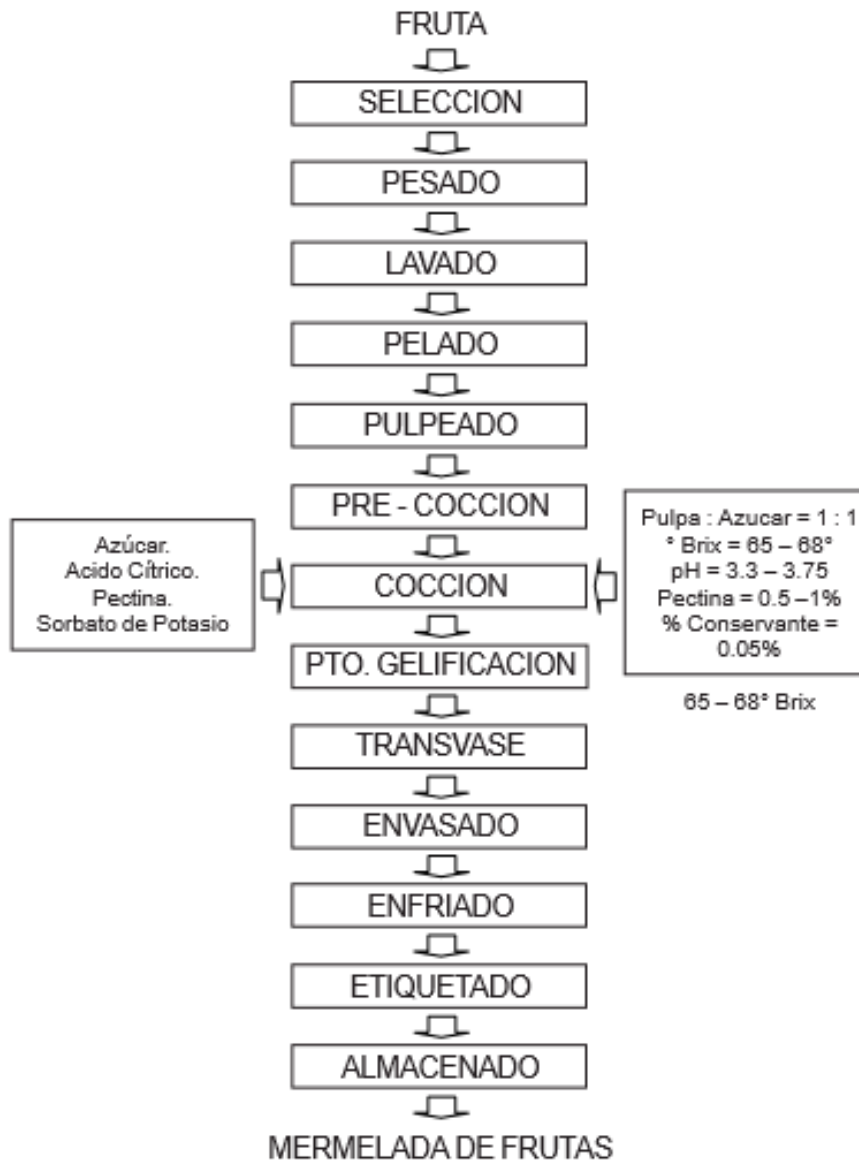 FRUTA
SELECCION
PESADO
LAVADO
PELADO
PULPEADO
PRE - COCCION
Azúcar.
Acido Cítrico.
Pectina.
Sorbato de Potasio
COCCION
Pulpa : Azucar = 1 : 1
° Brix = 65 – 68°
pH = 3.3 – 3.75
Pectina = 0.5 –1%
% Conservante =
0.05%
PTO. GELIFICACION
65 – 68° Brix
TRANSVASE
ENVASADO
ENFRIADO
ETIQUETADO
ALMACENADO
MERMELADA DE FRUTAS